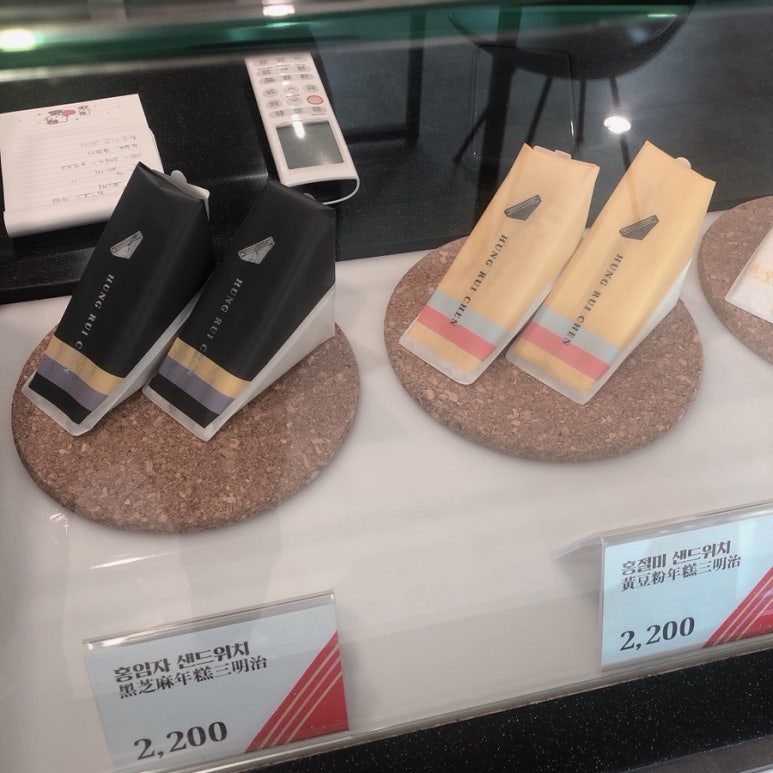 HUNG RUI CHEN
HUNG RUI CHEN
HUNG RUI CHEN
HUNG RUI CHEN
홍임자 샌드위치
黑芝麻年糕三明治
2,200
홍절미 샌드위치
黃豆粉年糕三明治
2,200